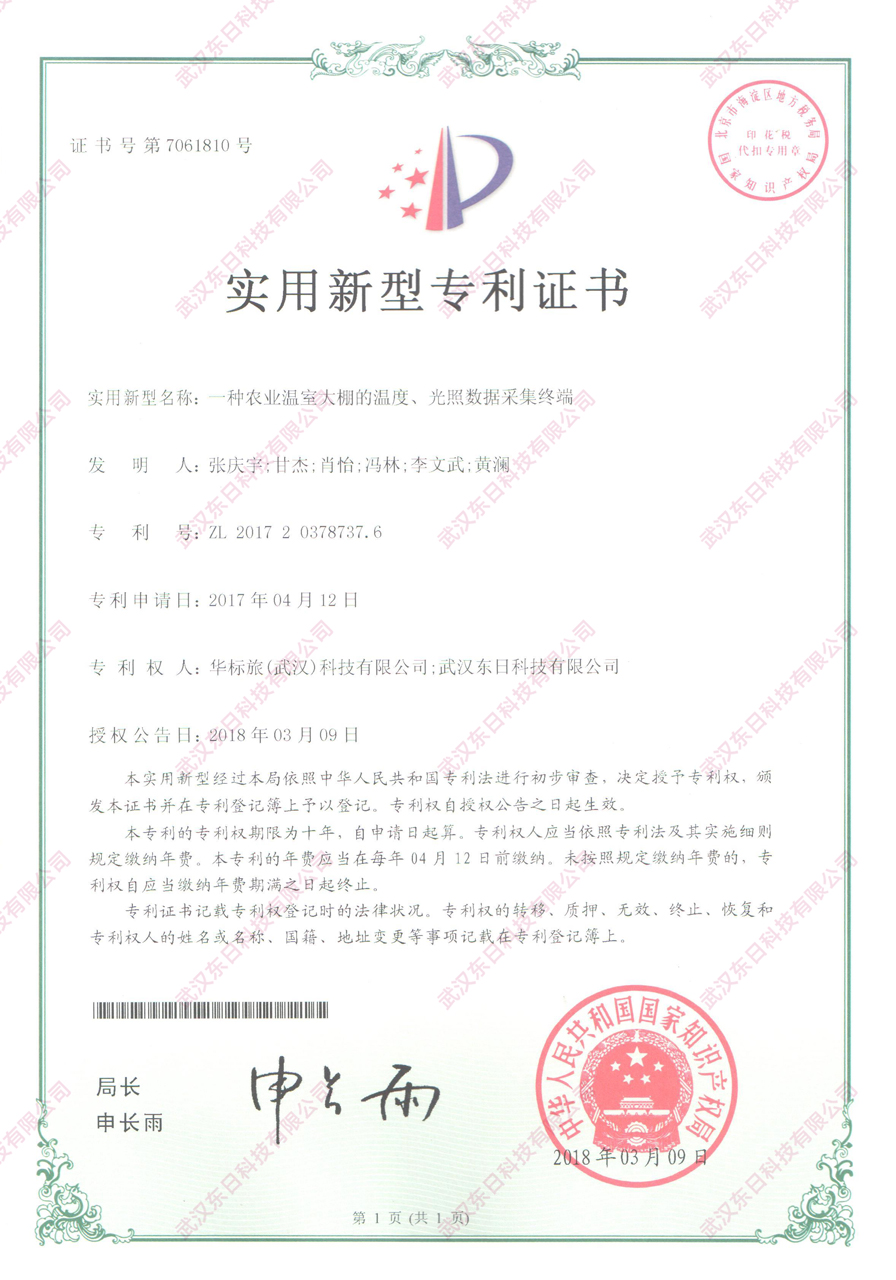 证书号第7061810号
北京市海淀区地方税务局
印花税
代扣专用章
国家知识产权局
实用新型专利证书
实用新型名称：一种农业温室大棚的温度、光照数据采集终端
发明人：张庆宇;甘杰;肖怡;冯林;李文武;黄澜
专利号：ZL 2017 2 0378737.6
专利申请日：2017年04月12日
专利权人：华标旅(武汉)科技有限公司;武汉东日科技有限公司
授权公告日：2018年03月09日
本实用新型经过本局依照中华人民共和国专利法进行初步审查，决定授予专利权，颁
发本证书并在专利登记簿上予以登记。专利权自授权公告之日起生效。
本专利的专利权期限为十年，自申请日起算。专利权人应当依照专利法及其实施细则
规定缴纳年费。本专利的年费应当在每年04月12日前缴纳。未按照规定缴纳年费的，专
利权自应当缴纳年费期满之日起终止。
专利证书记载专利权登记时的法律状况。专利权的转移、质押、无效、终止、恢复和
专利权人的姓名或名称、国籍、地址变更等事项记载在专利登记簿上。
局长
申长雨
申长雨
中华人民共和国国家知识产权局
2018年03月09日
第1页(共1页)
武汉东日科技有限公司